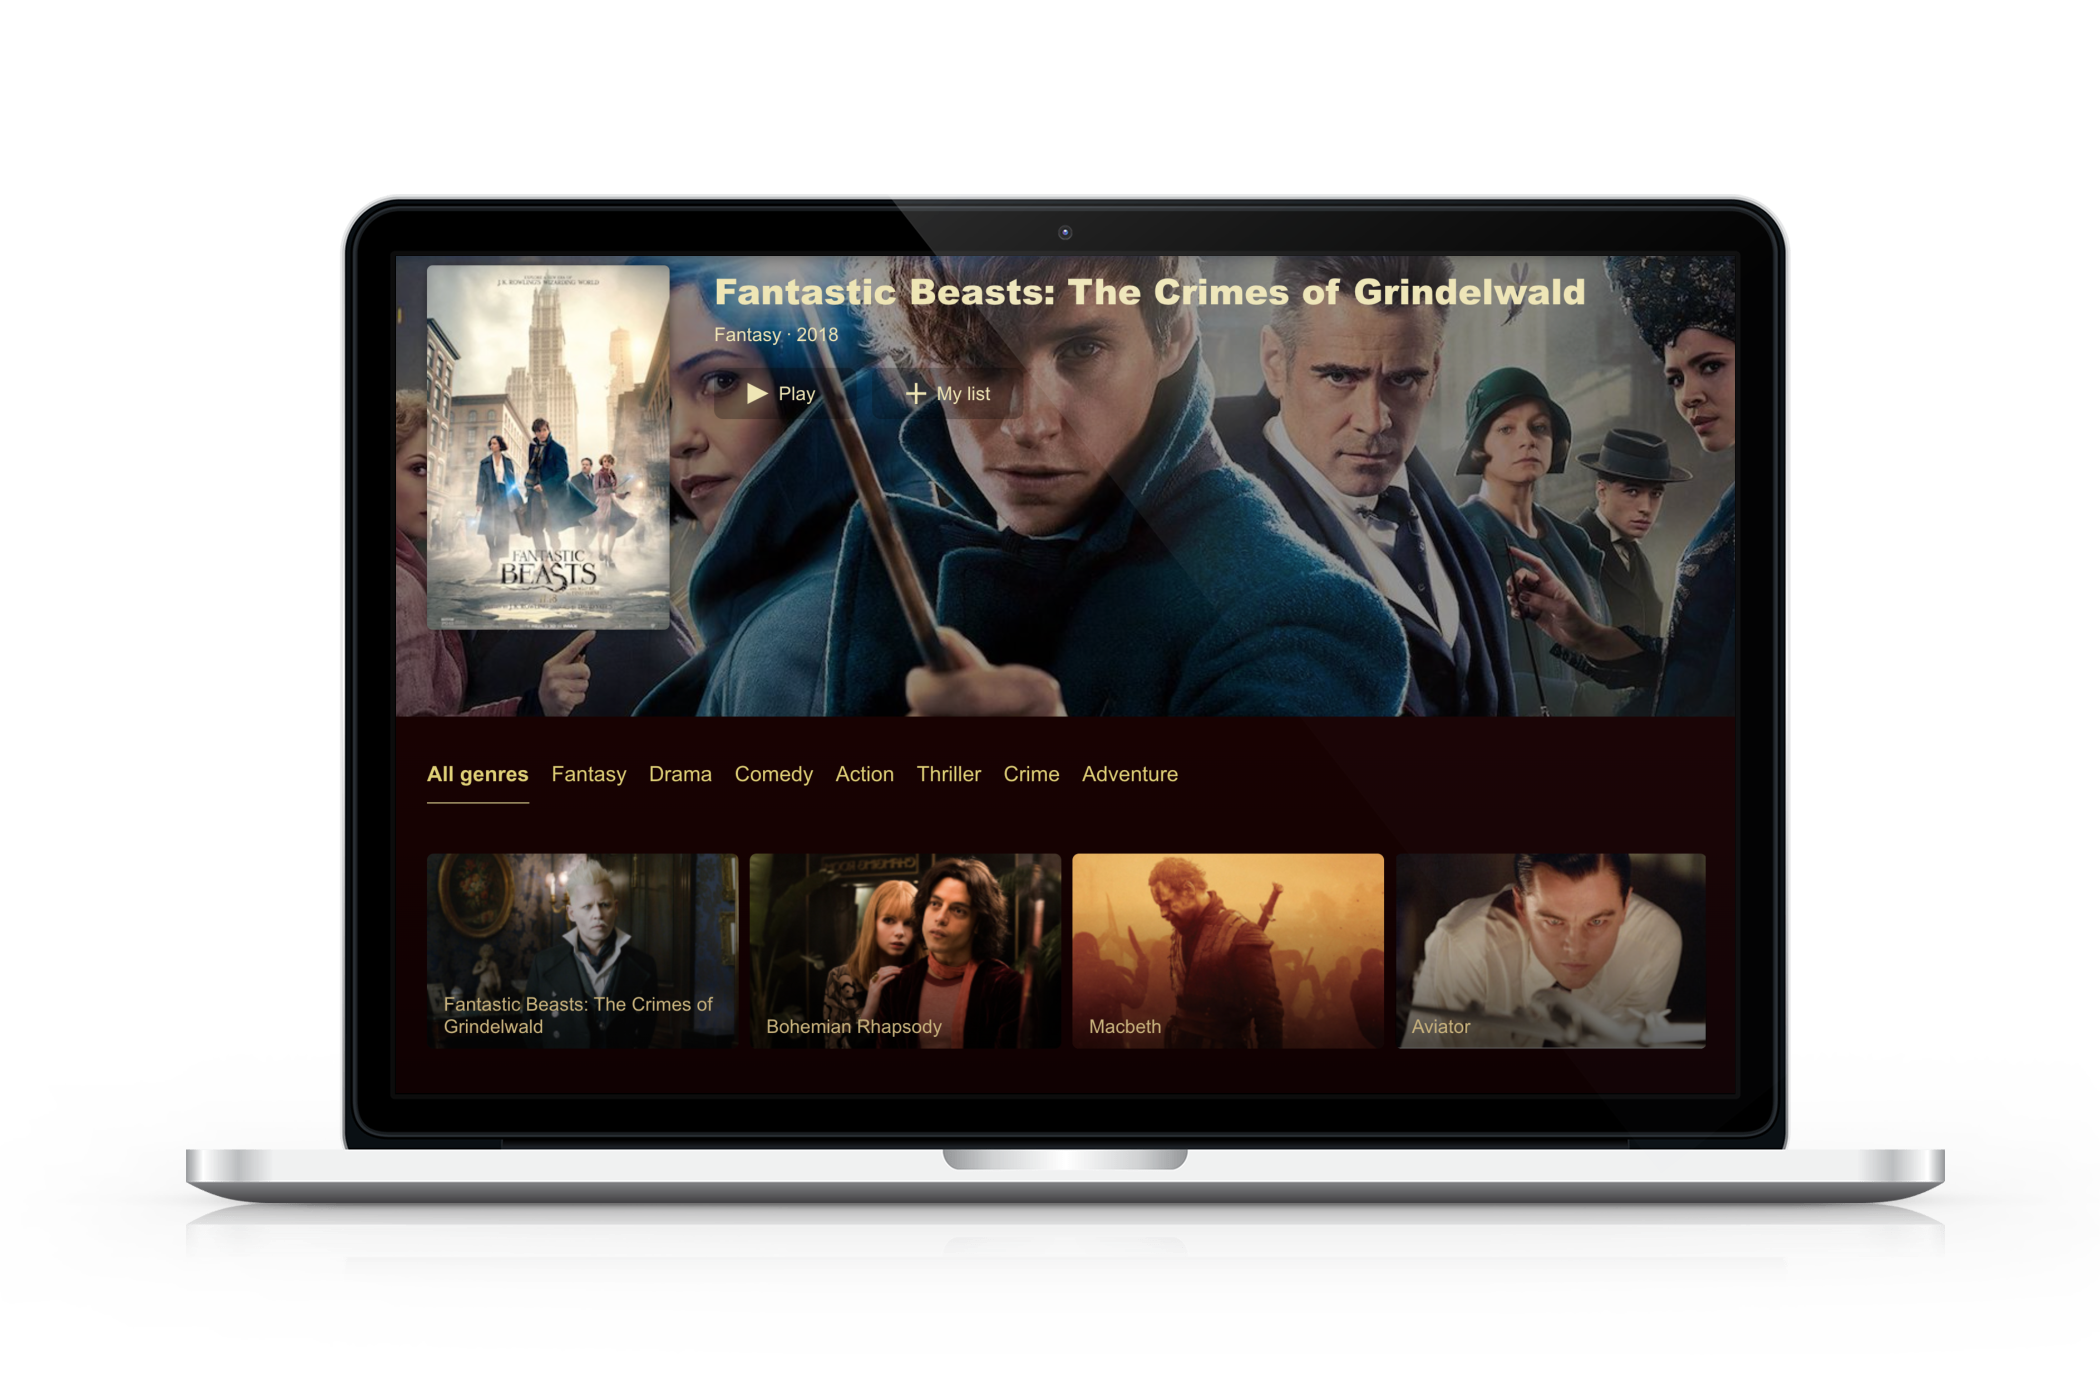 J.K. ROWLING'S WIZARDING WORLD
FANTASTIC
BEASTS
Fantastic Beasts: The Crimes of Grindelwald
Fantasy · 2018
Play
My list
All genres Fantasy Drama Comedy Action Thriller Crime Adventure
Fantastic Beasts: The Crimes of
Grindelwald
Bohemian Rhapsody
Macbeth
Aviator